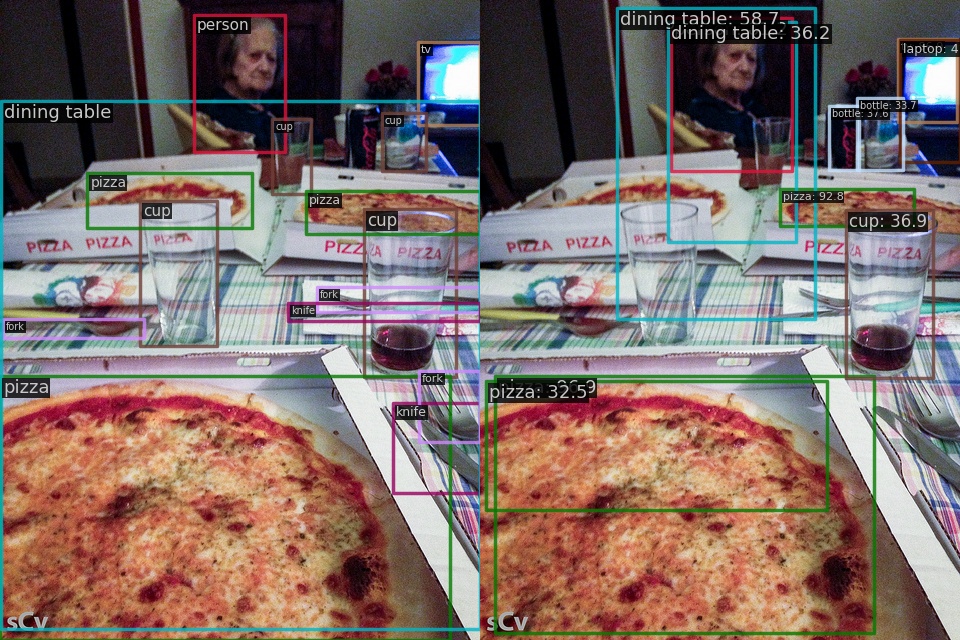 person
tv
dining table
cup
cup
pizza
pizza
cup
cup
PIZZA PIZZA PIZZA
PIZZA PIZZA
fork
knife
fork
pizza
fork
knife
sCv
dining table: 58.7
dining table: 36.2
laptop: 4
bottle: 33.7
bottle: 37.6
pizza: 92.8
cup: 36.9
PIZZA PIZZA PIZZA
PIZZA
pizza: 32.5
sCv